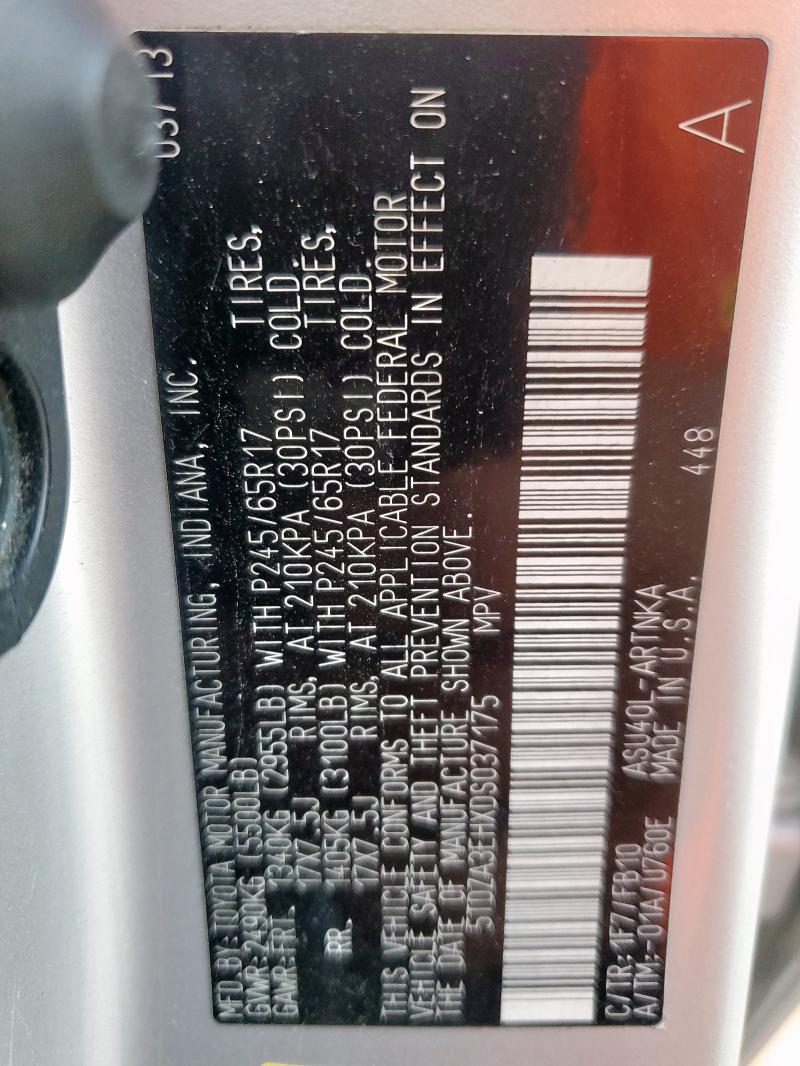 MFD.BY:TOYOTA MOTOR MANUFACTURING, INDIANA, INC. 03/13
GVWR:2490KG (5500LB)
GAWR:FRT. 1340KG (2955LB) WITH P245/65R17 TIRES,
17X7.5J RIMS, AT 210KPA (30PSI) COLD.
RR. 1405KG (3100LB) WITH P245/65R17 TIRES,
17X7.5J RIMS, AT 210KPA (30PSI) COLD.
THIS VEHICLE CONFORMS TO ALL APPLICABLE FEDERAL MOTOR
VEHICLE SAFETY AND THEFT PREVENTION STANDARDS IN EFFECT ON
THE DATE OF MANUFACTURE SHOWN ABOVE.
5TDZA3EHXDS037175 MPV
C/TR:1F7/FB10 ASU40L-ARTNKA
A/TM:-01A/U760E MADE IN U.S.A. 448 A